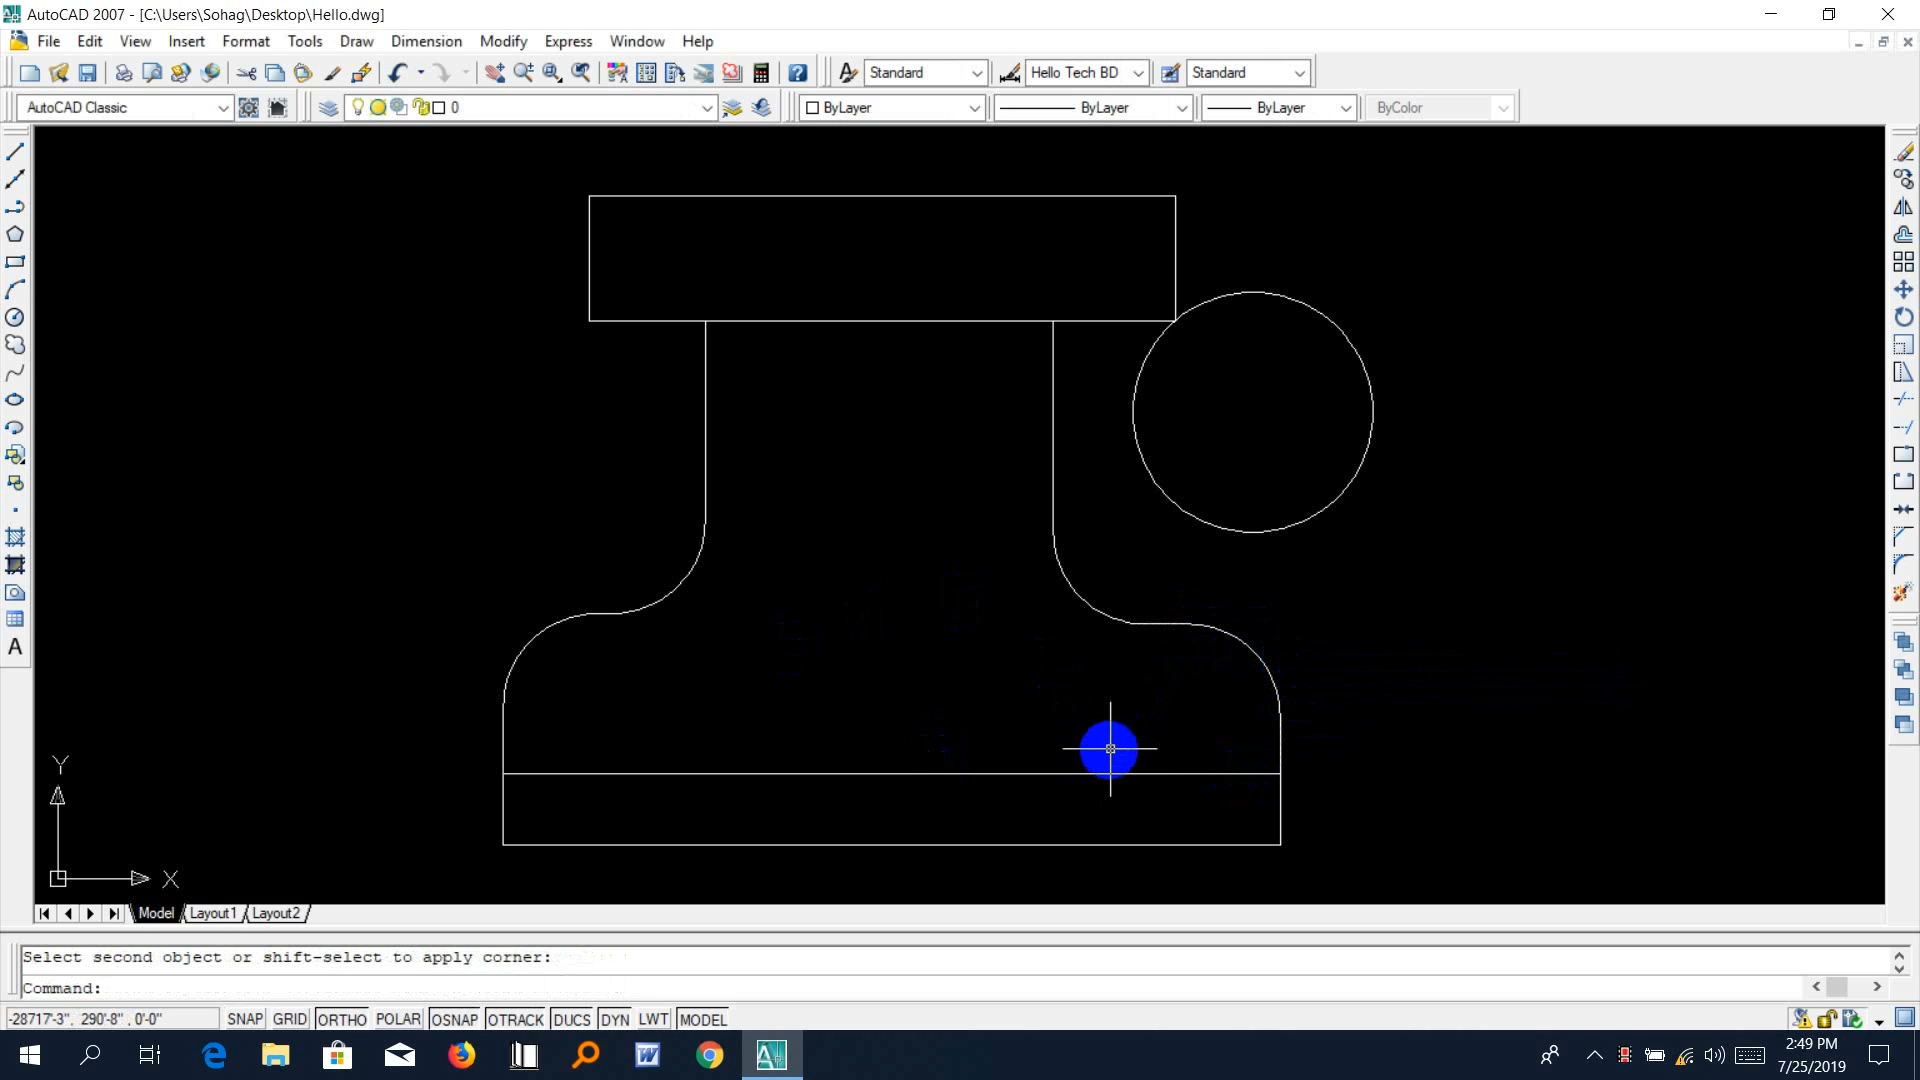 AutoCAD 2007 - [C:\Users\Sohag\Desktop\Hello.dwg]
File Edit View Insert Format Tools Draw Dimension Modify Express Window Help
Standard Hello Tech BD Standard
AutoCAD Classic 0 ByLayer ByLayer ByLayer ByColor
A
Y
X
Model Layout1 Layout2
Select second object or shift-select to apply corner:
Command:
-28717'-3", 290'-8" , 0'-0" SNAP GRID ORTHO POLAR OSNAP OTRACK DUCS DYN LWT MODEL
2:49 PM
7/25/2019